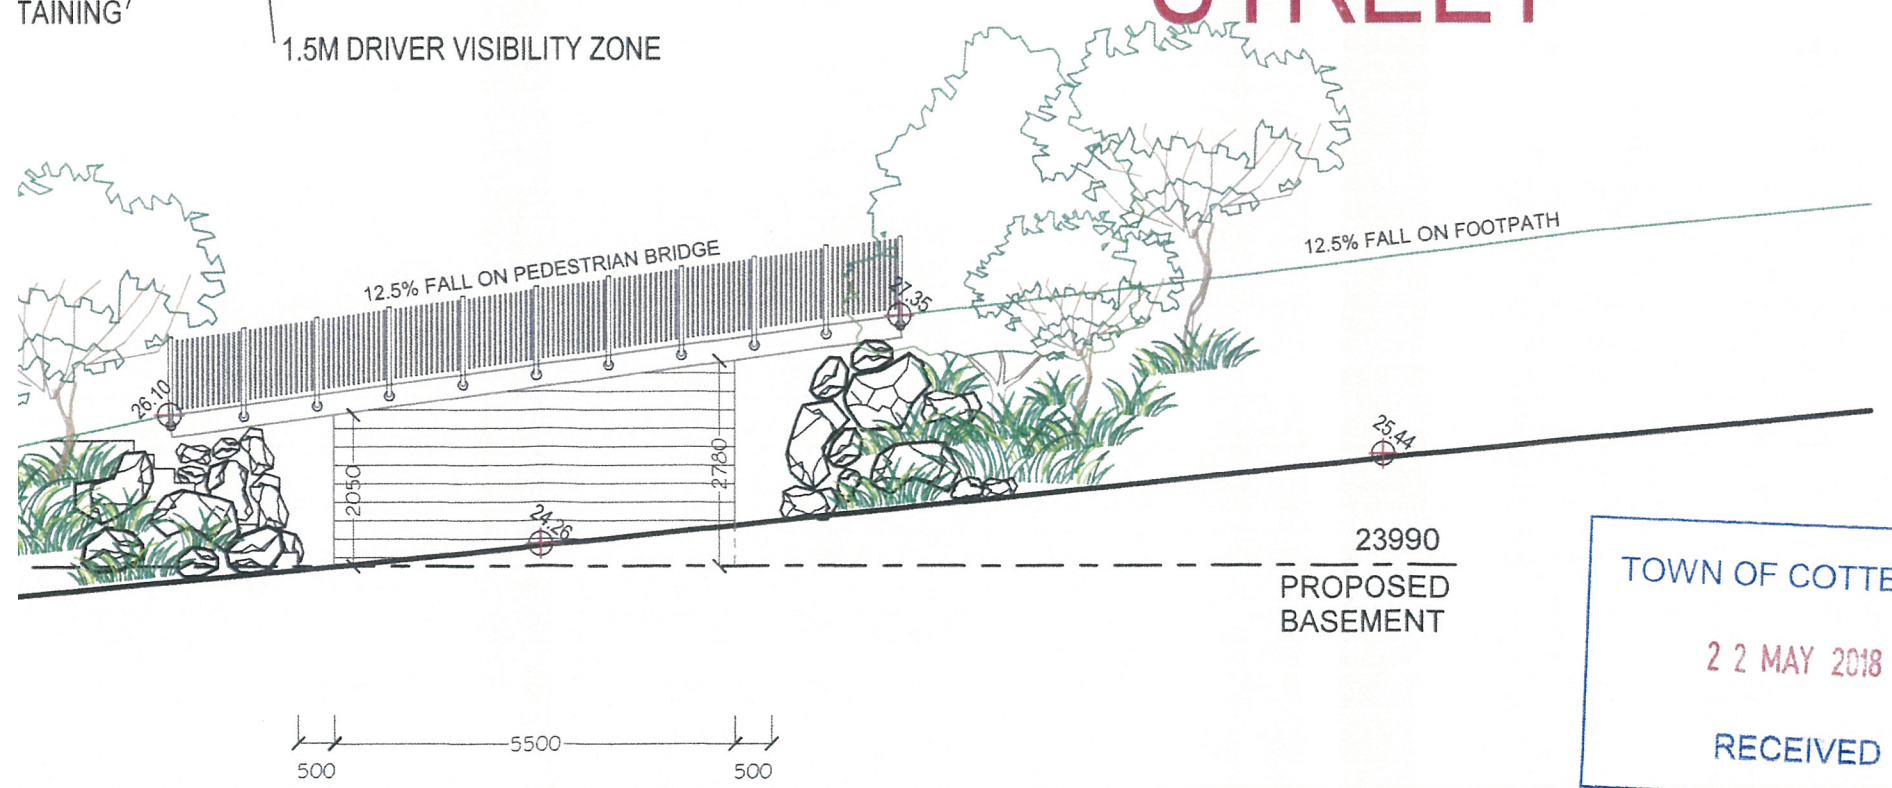 TAINING'
STREET
1.5M DRIVER VISIBILITY ZONE
12.5% FALL ON PEDESTRIAN BRIDGE
12.5% FALL ON FOOTPATH
27.35
26.10
25.44
2050
2780
24.26
23990
PROPOSED
BASEMENT
TOWN OF COTTE
22 MAY 2018
RECEIVED
5500
500
500